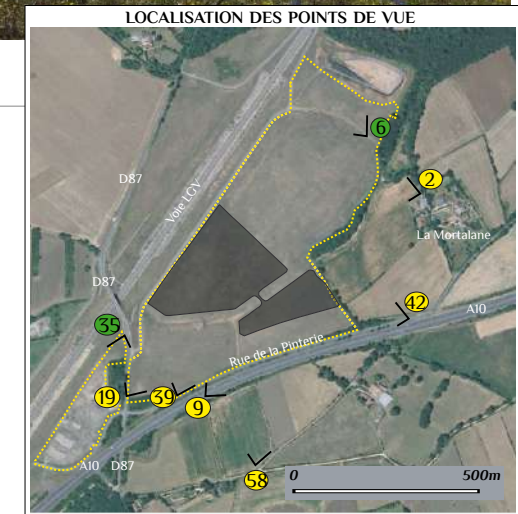 LOCALISATION DES POINTS DE VUE
6
D87
2
Voie LGV
La Mortalane
D87
42
A10
35
Rue de la Pinterie
19
39
9
A10
D87
58
0
500m